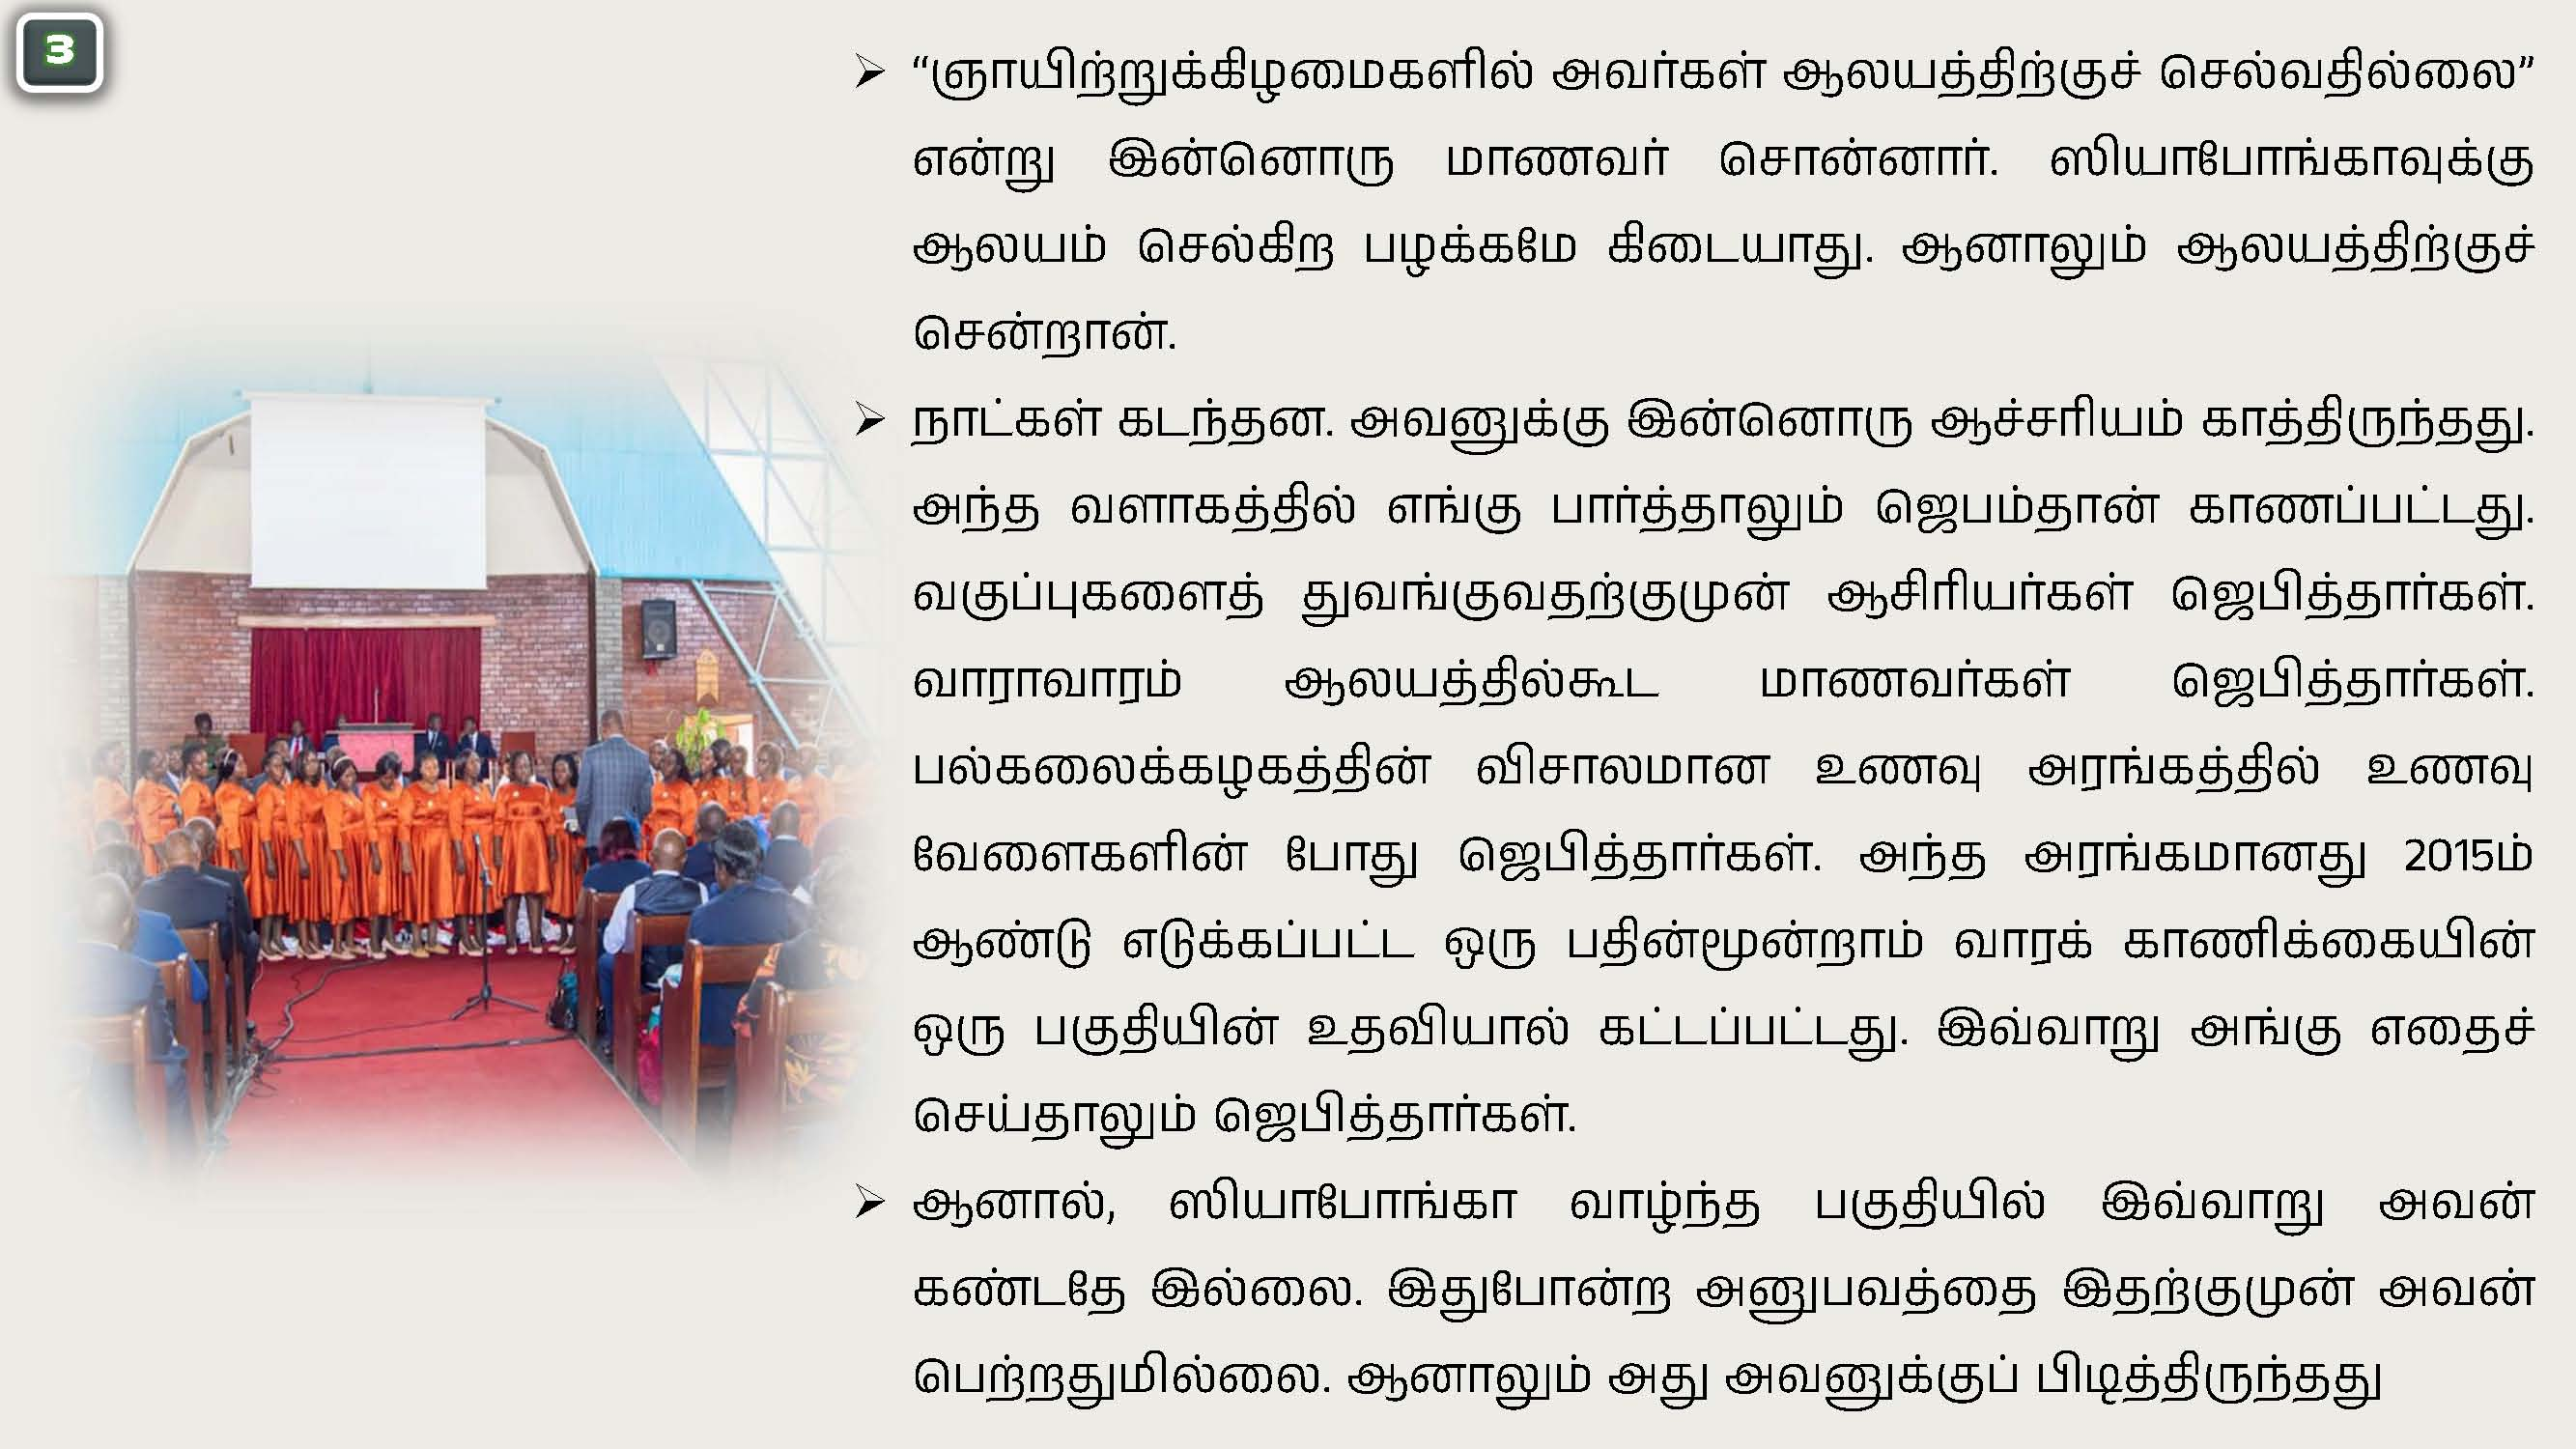 3
➢ “ஞாயிற்றுக்கிழமைகளில் அவர்கள் ஆலயத்திற்குச் செல்வதில்லை”
என்று இன்னொரு மாணவர் சொன்னார். ஸியாபோங்காவுக்கு
ஆலயம் செல்கிற பழக்கமே கிடையாது. ஆனாலும் ஆலயத்திற்குச்
சென்றான்.
➢ நாட்கள் கடந்தன. அவனுக்கு இன்னொரு ஆச்சரியம் காத்திருந்தது.
அந்த வளாகத்தில் எங்கு பார்த்தாலும் ஜெபம்தான் காணப்பட்டது.
வகுப்புகளைத் துவங்குவதற்குமுன் ஆசிரியர்கள் ஜெபித்தார்கள்.
வாராவாரம் ஆலயத்தில்கூட மாணவர்கள் ஜெபித்தார்கள்.
பல்கலைக்கழகத்தின் விசாலமான உணவு அரங்கத்தில் உணவு
வேளைகளின் போது ஜெபித்தார்கள். அந்த அரங்கமானது 2015ம்
ஆண்டு எடுக்கப்பட்ட ஒரு பதின்மூன்றாம் வாரக் காணிக்கையின்
ஒரு பகுதியின் உதவியால் கட்டப்பட்டது. இவ்வாறு அங்கு எதைச்
செய்தாலும் ஜெபித்தார்கள்.
➢ ஆனால், ஸியாபோங்கா வாழ்ந்த பகுதியில் இவ்வாறு அவன்
கண்டதே இல்லை. இதுபோன்ற அனுபவத்தை இதற்குமுன் அவன்
பெற்றதுமில்லை. ஆனாலும் அது அவனுக்குப் பிடித்திருந்தது